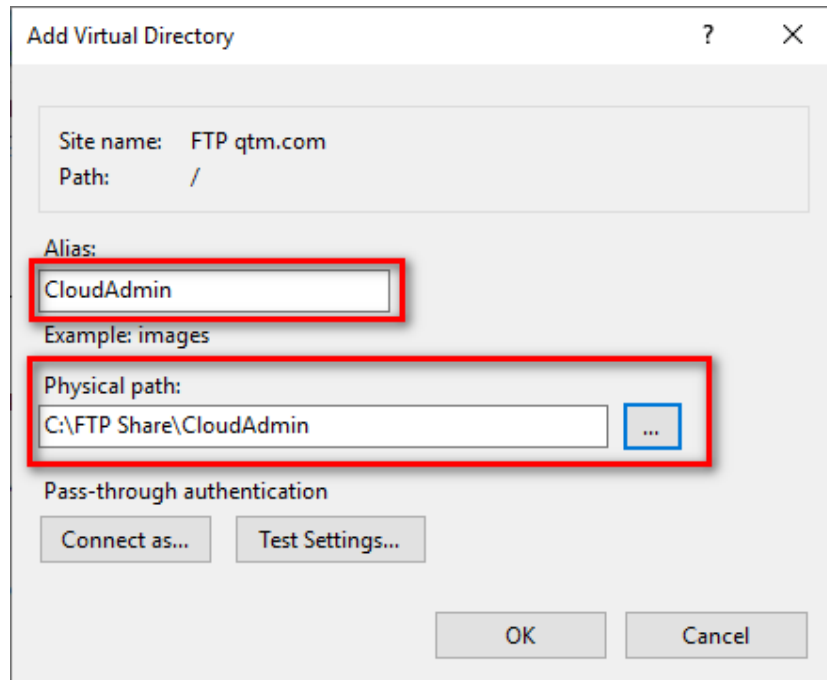 Add Virtual Directory
?
Site name: FTP qtm.com
Path: /
Alias:
CloudAdmin
Example: images
Physical path:
C:\FTP Share\CloudAdmin
...
Pass-through authentication
Connect as... Test Settings...
OK Cancel